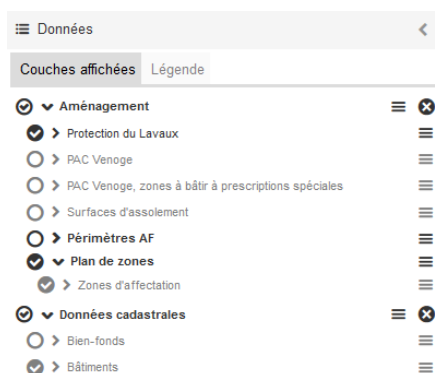 Données
Couches affichées Légende
Aménagement
Protection du Lavaux
PAC Venoge
PAC Venoge, zones à bâtir à prescriptions spéciales
Surfaces d'assolement
Périmètres AF
Plan de zones
Zones d'affectation
Données cadastrales
Bien-fonds
Bâtiments